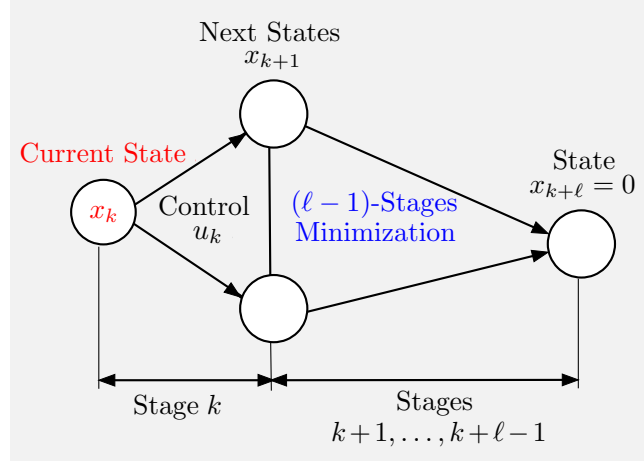 Next States
x_{k+1}
Current State
x_k
Control
u_k
(ℓ − 1)-Stages
Minimization
State
x_{k+ℓ} = 0
Stage k
Stages
k+1, . . . , k+ℓ−1